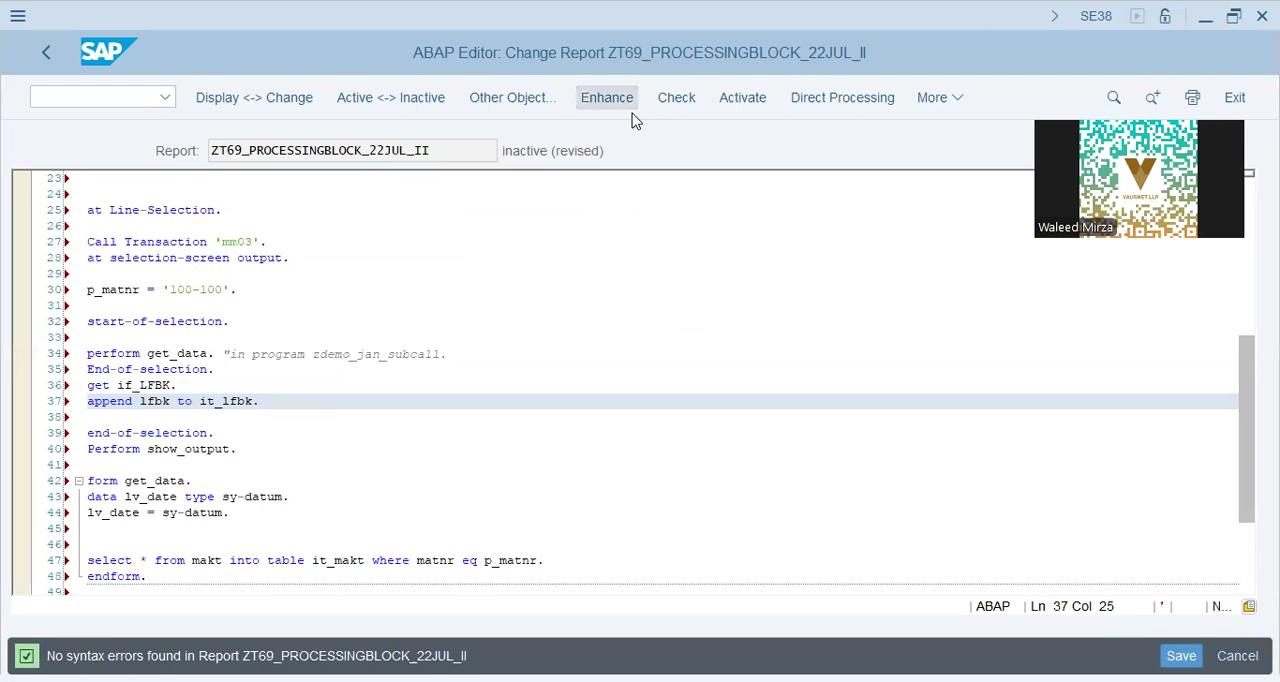 SE38
SAP
ABAP Editor: Change Report ZT69_PROCESSINGBLOCK_22JUL_II
Display <-> Change
Active <-> Inactive
Other Object...
Enhance
Check
Activate
Direct Processing
More
Exit
Report: ZT69_PROCESSINGBLOCK_22JUL_II inactive (revised)
VAUSNET LLP
Waleed Mirza
23
24
25 at Line-Selection.
26
27 Call Transaction 'mm03'.
28 at selection-screen output.
29
30 p_matnr = '100-100'.
31
32 start-of-selection.
33
34 perform get_data. "in program zdemo_jan_subcall.
35 End-of-selection.
36 get if_LFBK.
37 append lfbk to it_lfbk.
38
39 end-of-selection.
40 Perform show_output.
41
42 form get_data.
43 data lv_date type sy-datum.
44 lv_date = sy-datum.
45
46
47 select * from makt into table it_makt where matnr eq p_matnr.
48 endform.
49
| ABAP | Ln 37 Col 25 | ' | | N...
No syntax errors found in Report ZT69_PROCESSINGBLOCK_22JUL_II
Save
Cancel